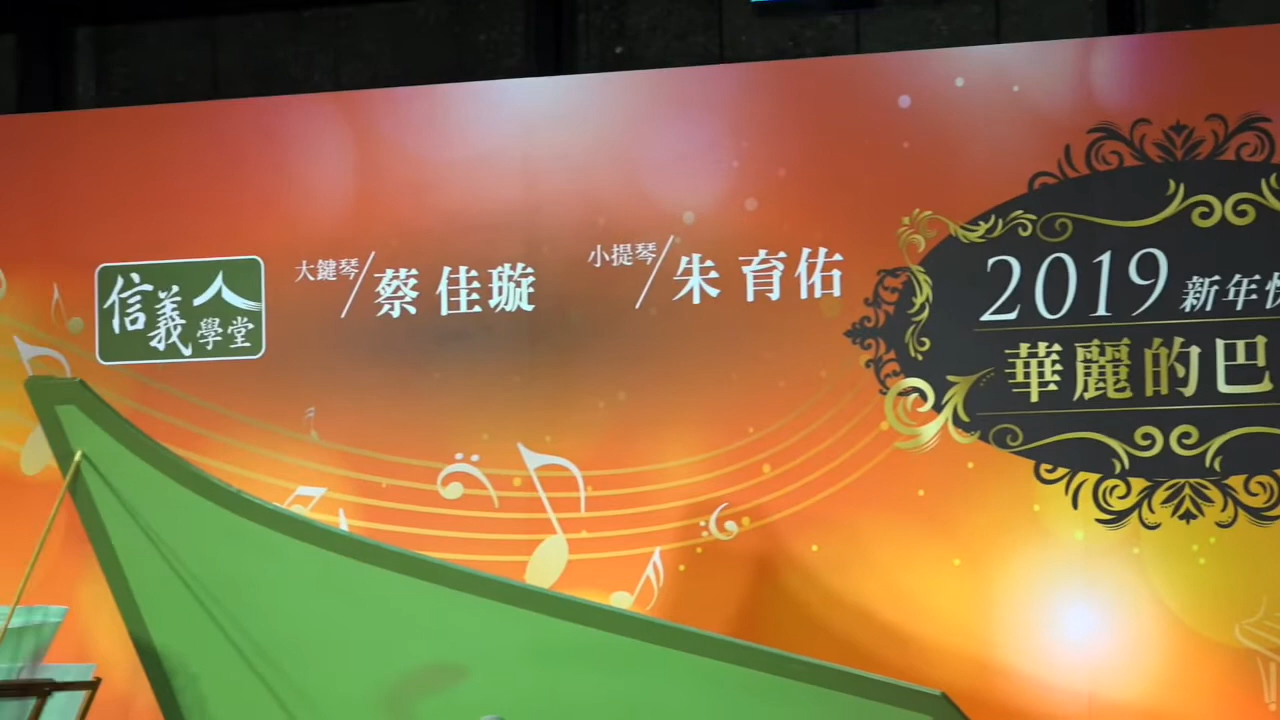 信義學堂
大鍵琴／蔡佳璇
小提琴／朱育佑
2019 新年快
華麗的巴